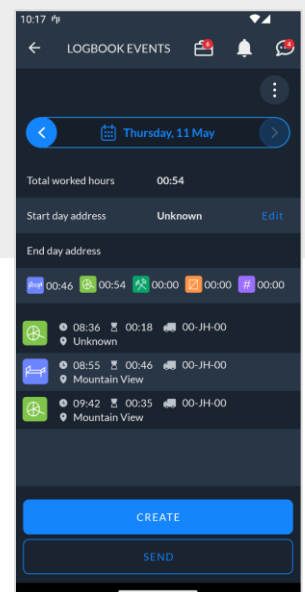 10:17
LOGBOOK EVENTS
Thursday, 11 May
Total worked hours 00:54
Start day address Unknown Edit
End day address
00:46 00:54 00:00 00:00 # 00:00
08:36 00:18 00-JH-00
Unknown
08:55 00:46 00-JH-00
Mountain View
09:42 00:35 00-JH-00
Mountain View
CREATE
SEND